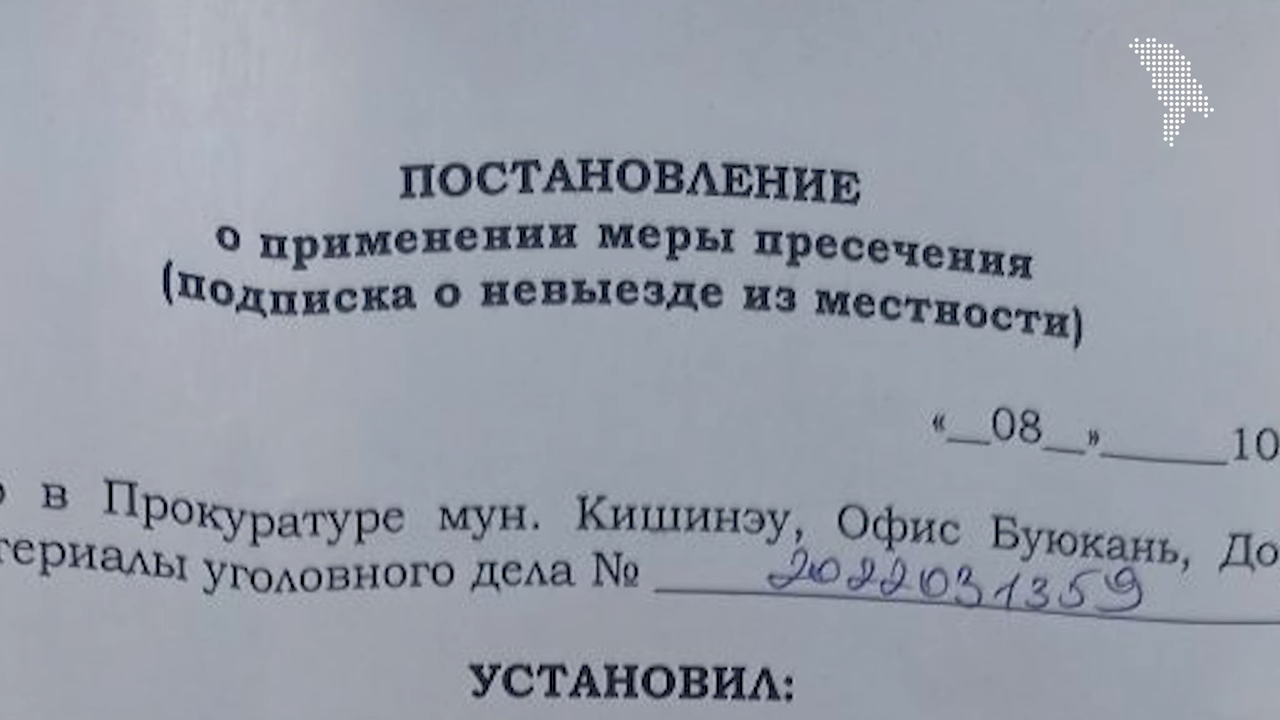 ПОСТАНОВЛЕНИЕ
о применении меры пресечения
(подписка о невыезде из местности)
«__08__»______10
в Прокуратуре мун. Кишинэу, Офис Буюкань, До
териалы уголовного дела № 2022031359
УСТАНОВИЛ: